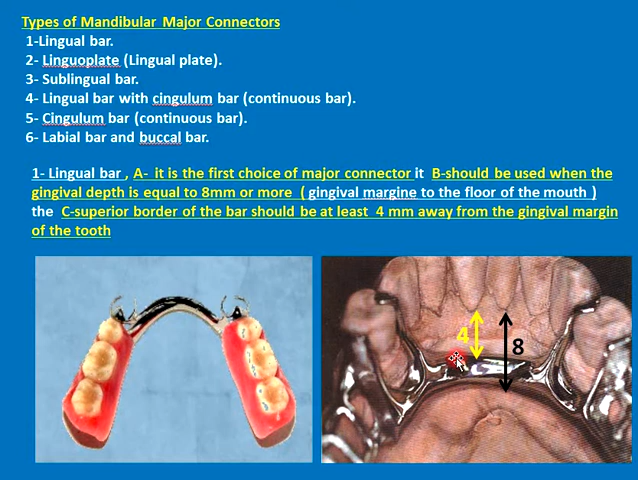 Types of Mandibular Major Connectors
1-Lingual bar.
2- Linguoplate (Lingual plate).
3- Sublingual bar.
4- Lingual bar with cingulum bar (continuous bar).
5- Cingulum bar (continuous bar).
6- Labial bar and buccal bar.
1- Lingual bar , A- it is the first choice of major connector it B-should be used when the
gingival depth is equal to 8mm or more ( gingival margine to the floor of the mouth )
the C-superior border of the bar should be at least 4 mm away from the gingival margin
of the tooth
4
8